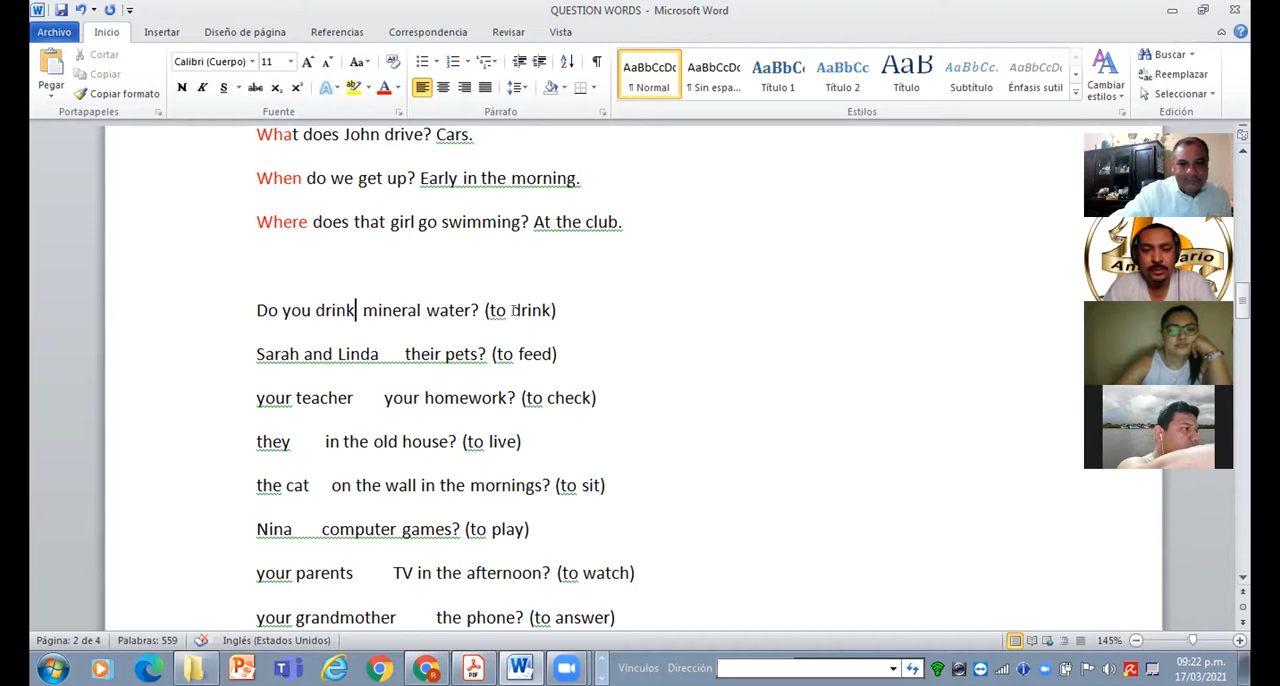 QUESTION WORDS - Microsoft Word
Archivo Inicio Insertar Diseño de página Referencias Correspondencia Revisar Vista
Pegar Cortar Copiar Copiar formato
Calibri (Cuerpo) 11
AaBbCcDc AaBbCcDc AaBbC AaBbCc AaB AaBbCc. AaBbCcDc
¶ Normal ¶ Sin espa... Título 1 Título 2 Título Subtítulo Énfasis sutil
Cambiar estilos
Buscar
Reemplazar
Seleccionar
Portapapeles Fuente Párrafo Estilos Edición
What does John drive? Cars.
When do we get up? Early in the morning.
Where does that girl go swimming? At the club.
Do you drink mineral water? (to drink)
Sarah and Linda their pets? (to feed)
your teacher your homework? (to check)
they in the old house? (to live)
the cat on the wall in the mornings? (to sit)
Nina computer games? (to play)
your parents TV in the afternoon? (to watch)
your grandmother the phone? (to answer)
Página: 2 de 4 Palabras: 559 Inglés (Estados Unidos) 145%
Vínculos Dirección
09:22 p.m.
17/03/2021